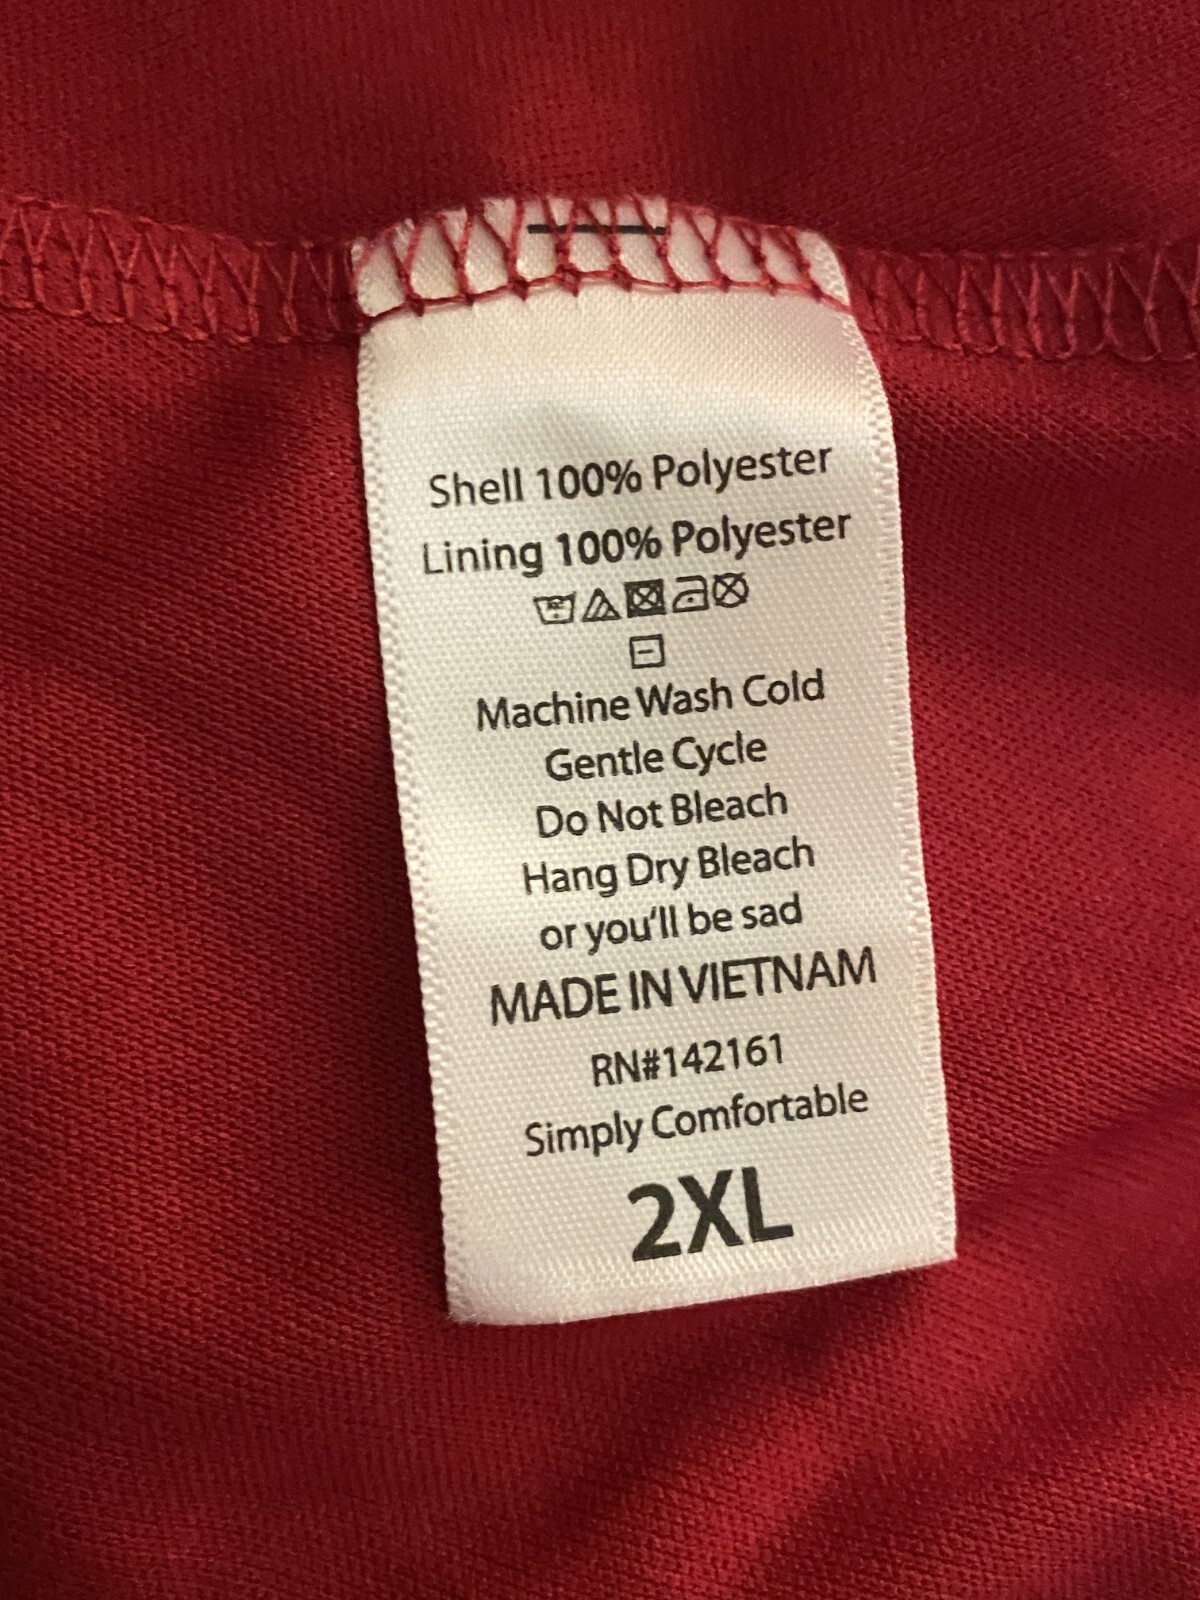 Shell 100% Polyester
Lining 100% Polyester
Machine Wash Cold
Gentle Cycle
Do Not Bleach
Hang Dry Bleach
or you'll be sad
MADE IN VIETNAM
RN#142161
Simply Comfortable
2XL